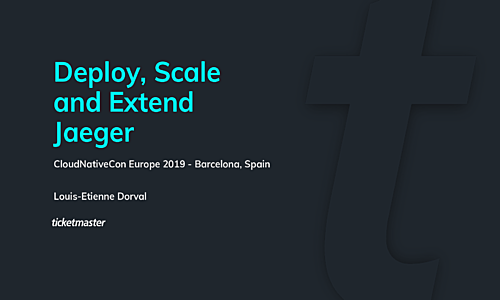 Deploy, Scale
and Extend
Jaeger
CloudNativeCon Europe 2019 - Barcelona, Spain
Louis-Etienne Dorval
ticketmaster
t